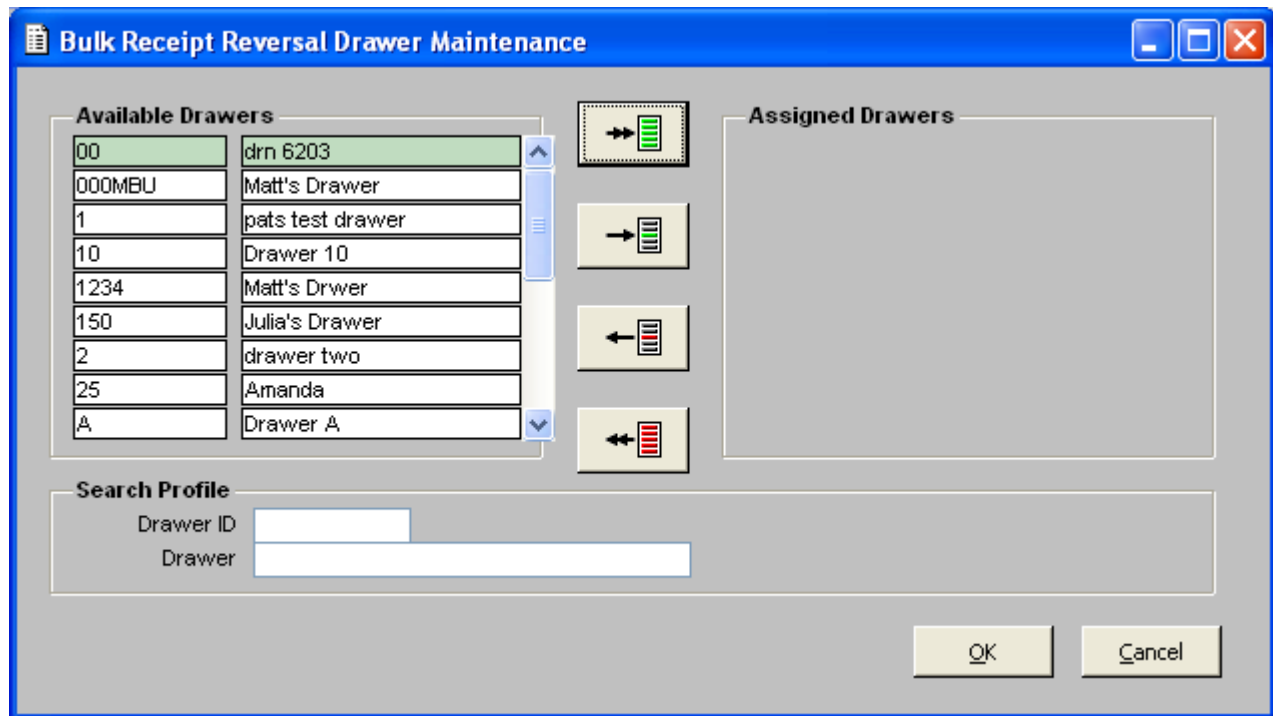 Bulk Receipt Reversal Drawer Maintenance
Available Drawers
00 drn 6203
000MBU Matt's Drawer
1 pats test drawer
10 Drawer 10
1234 Matt's Drwer
150 Julia's Drawer
2 drawer two
25 Amanda
A Drawer A
Assigned Drawers
Search Profile
Drawer ID
Drawer
OK Cancel